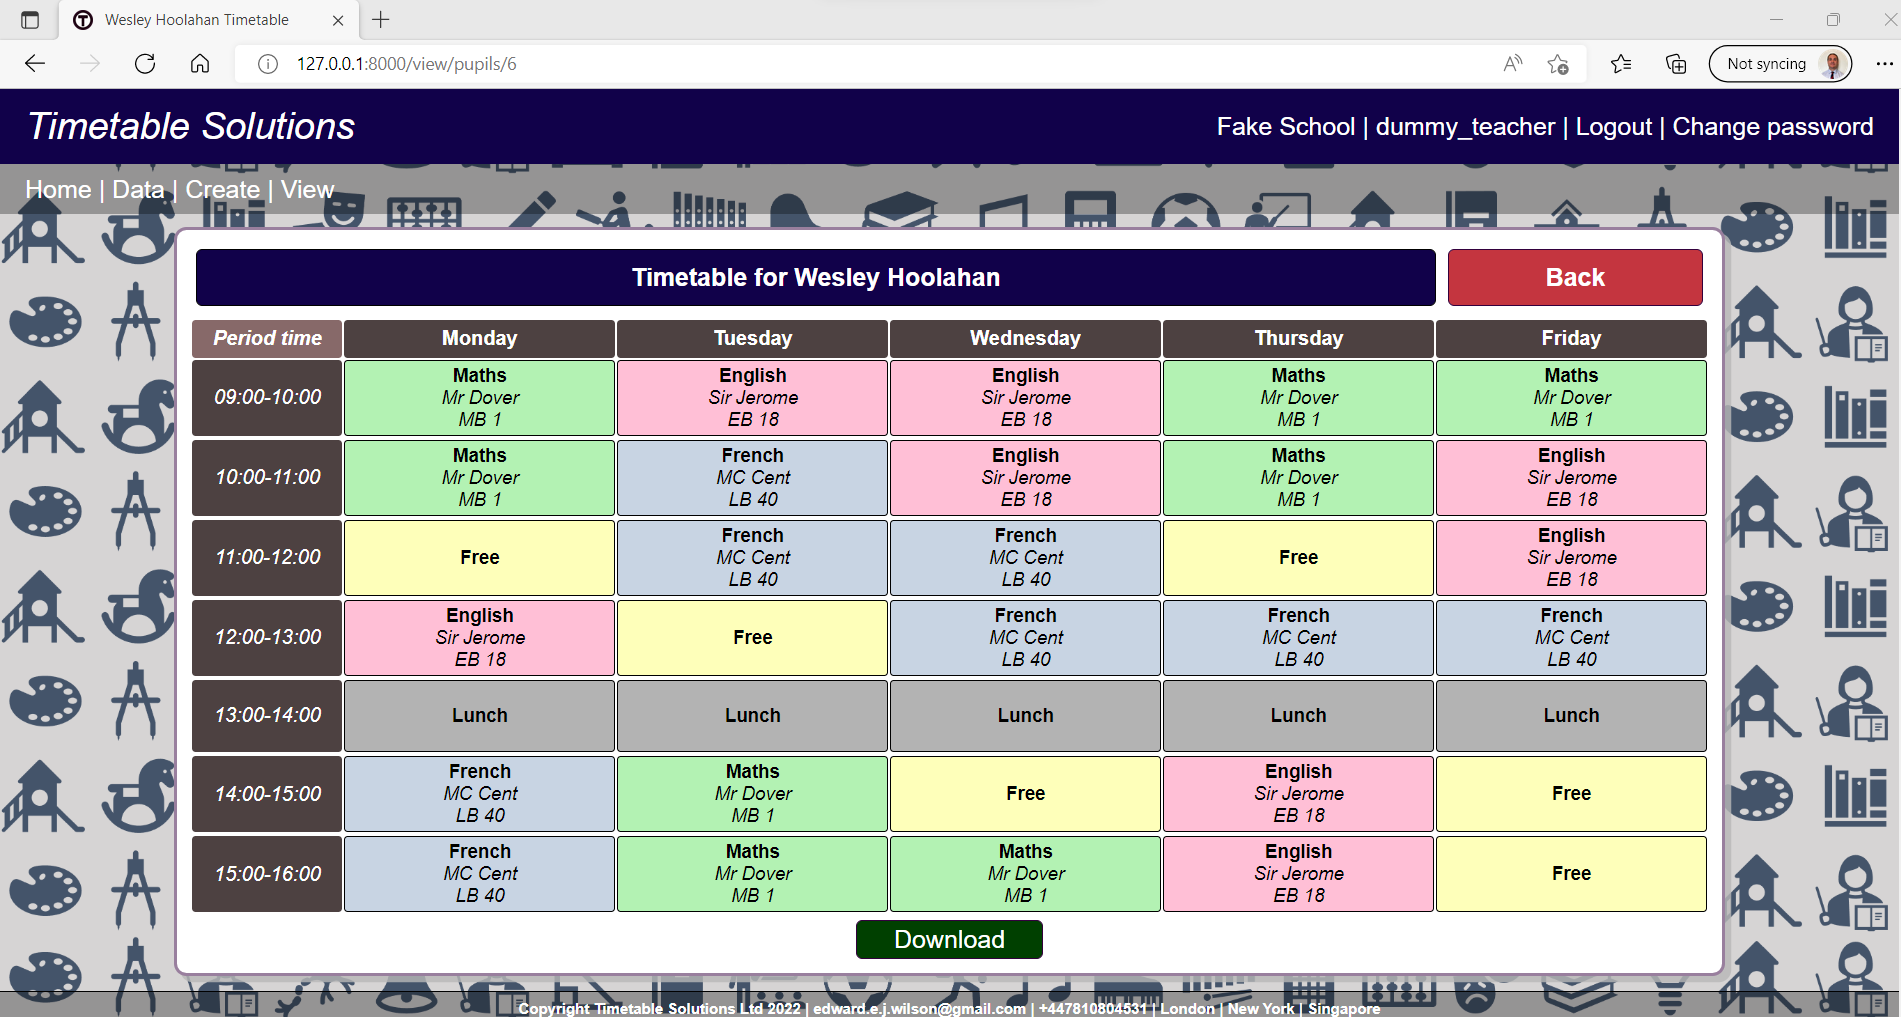 Wesley Hoolahan Timetable
127.0.0.1:8000/view/pupils/6
Not syncing
Timetable Solutions
Fake School | dummy_teacher | Logout | Change password
Home | Data | Create | View
Timetable for Wesley Hoolahan
Back
Period time Monday Tuesday Wednesday Thursday Friday
09:00-10:00
Maths
Mr Dover
MB 1
English
Sir Jerome
EB 18
English
Sir Jerome
EB 18
Maths
Mr Dover
MB 1
Maths
Mr Dover
MB 1
10:00-11:00
Maths
Mr Dover
MB 1
French
MC Cent
LB 40
English
Sir Jerome
EB 18
Maths
Mr Dover
MB 1
English
Sir Jerome
EB 18
11:00-12:00
Free
French
MC Cent
LB 40
French
MC Cent
LB 40
Free
English
Sir Jerome
EB 18
12:00-13:00
English
Sir Jerome
EB 18
Free
French
MC Cent
LB 40
French
MC Cent
LB 40
French
MC Cent
LB 40
13:00-14:00
Lunch
Lunch
Lunch
Lunch
Lunch
14:00-15:00
French
MC Cent
LB 40
Maths
Mr Dover
MB 1
Free
English
Sir Jerome
EB 18
Free
15:00-16:00
French
MC Cent
LB 40
Maths
Mr Dover
MB 1
Maths
Mr Dover
MB 1
English
Sir Jerome
EB 18
Free
Download
Copyright Timetable Solutions Ltd 2022 | edward.e.j.wilson@gmail.com | +447810804531 | London | New York | Singapore